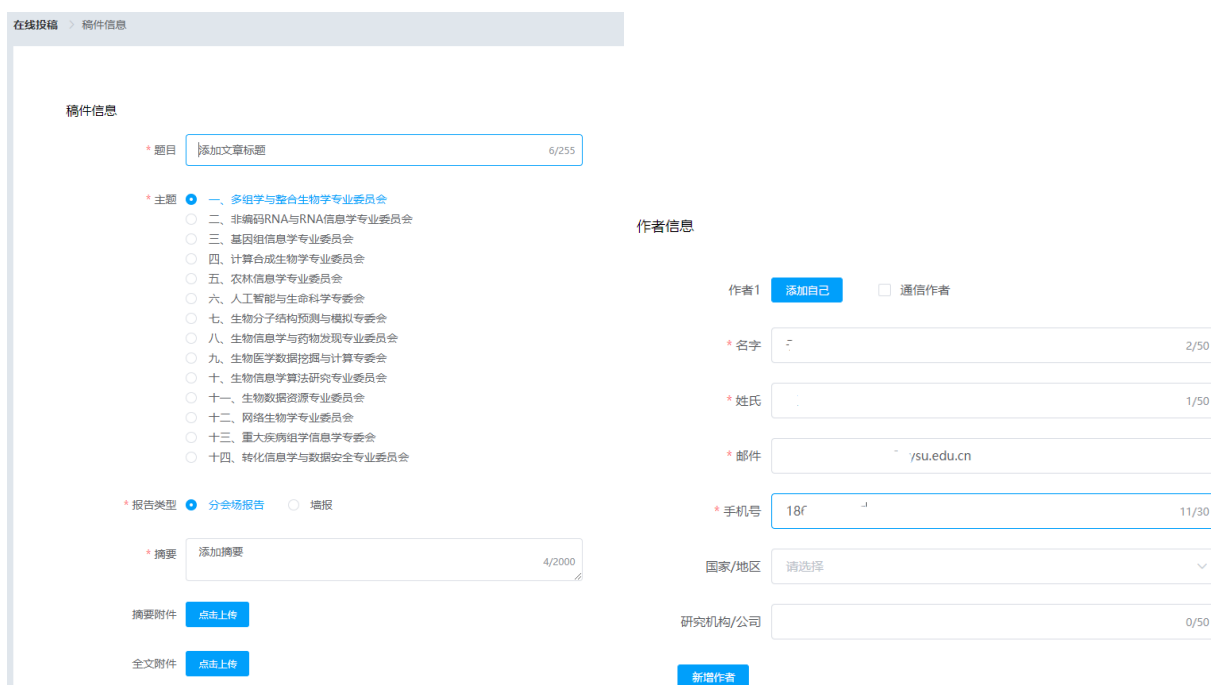 在线投稿 > 稿件信息
稿件信息
* 题目 添加文章标题 6/255
* 主题 一、多组学与整合生物学专业委员会
二、非编码RNA与RNA信息学专业委员会
三、基因组信息学专业委员会
四、计算合成生物学专业委员会
五、农林信息学专业委员会
六、人工智能与生命科学专委会
七、生物分子结构预测与模拟专委会
八、生物信息学与药物发现专业委员会
九、生物医学数据挖掘与计算专委会
十、生物信息学算法研究专业委员会
十一、生物数据资源专业委员会
十二、网络生物学专业委员会
十三、重大疾病组学信息学专委会
十四、转化信息学与数据安全专业委员会
* 报告类型 分会场报告 墙报
* 摘要 添加摘要 4/2000
摘要附件 点击上传
全文附件 点击上传
作者信息
作者1 添加自己 通信作者
* 名字 2/50
* 姓氏 1/50
* 邮件 ysu.edu.cn
* 手机号 186 11/30
国家/地区 请选择
研究机构/公司 0/50
新增作者